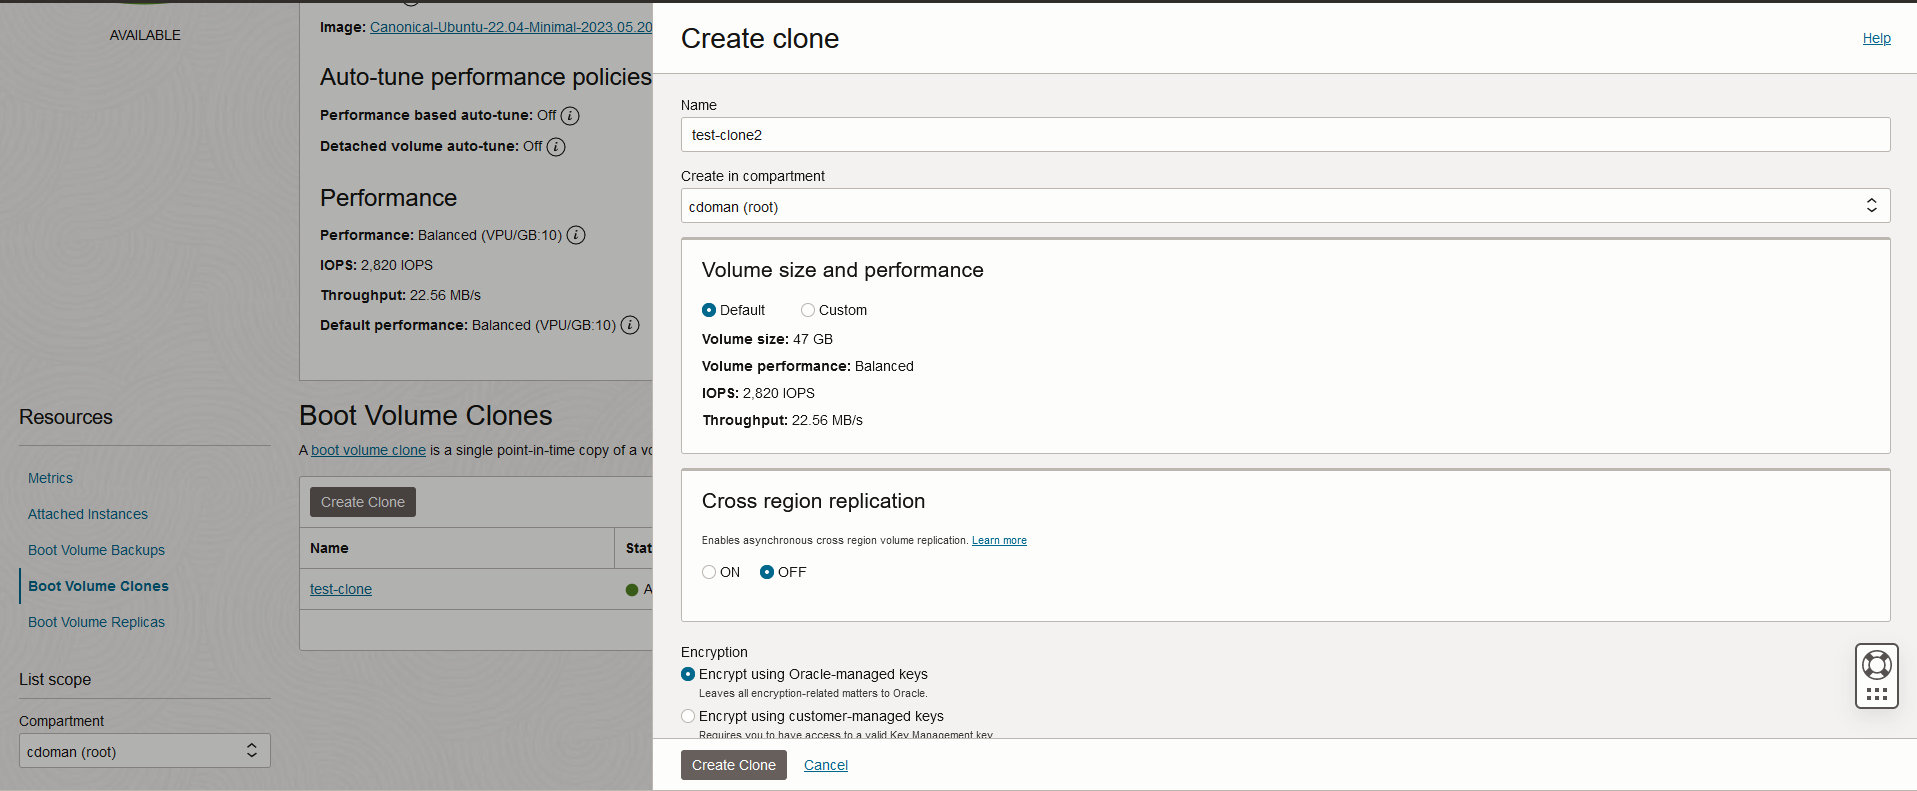 AVAILABLE
Image: Canonical-Ubuntu-22.04-Minimal-2023.05.20
Auto-tune performance policies
Performance based auto-tune: Off
Detached volume auto-tune: Off
Performance
Performance: Balanced (VPU/GB:10)
IOPS: 2,820 IOPS
Throughput: 22.56 MB/s
Default performance: Balanced (VPU/GB:10)
Resources
Metrics
Attached Instances
Boot Volume Backups
Boot Volume Clones
Boot Volume Replicas
List scope
Compartment
cdoman (root)
Boot Volume Clones
A boot volume clone is a single point-in-time copy of a vo
Create Clone
Name
Stat
test-clone
A
Create clone
Help
Name
test-clone2
Create in compartment
cdoman (root)
Volume size and performance
Default Custom
Volume size: 47 GB
Volume performance: Balanced
IOPS: 2,820 IOPS
Throughput: 22.56 MB/s
Cross region replication
Enables asynchronous cross region volume replication. Learn more
ON OFF
Encryption
Encrypt using Oracle-managed keys
Leaves all encryption-related matters to Oracle.
Encrypt using customer-managed keys
Requires you to have access to a valid Key Management key
Create Clone Cancel